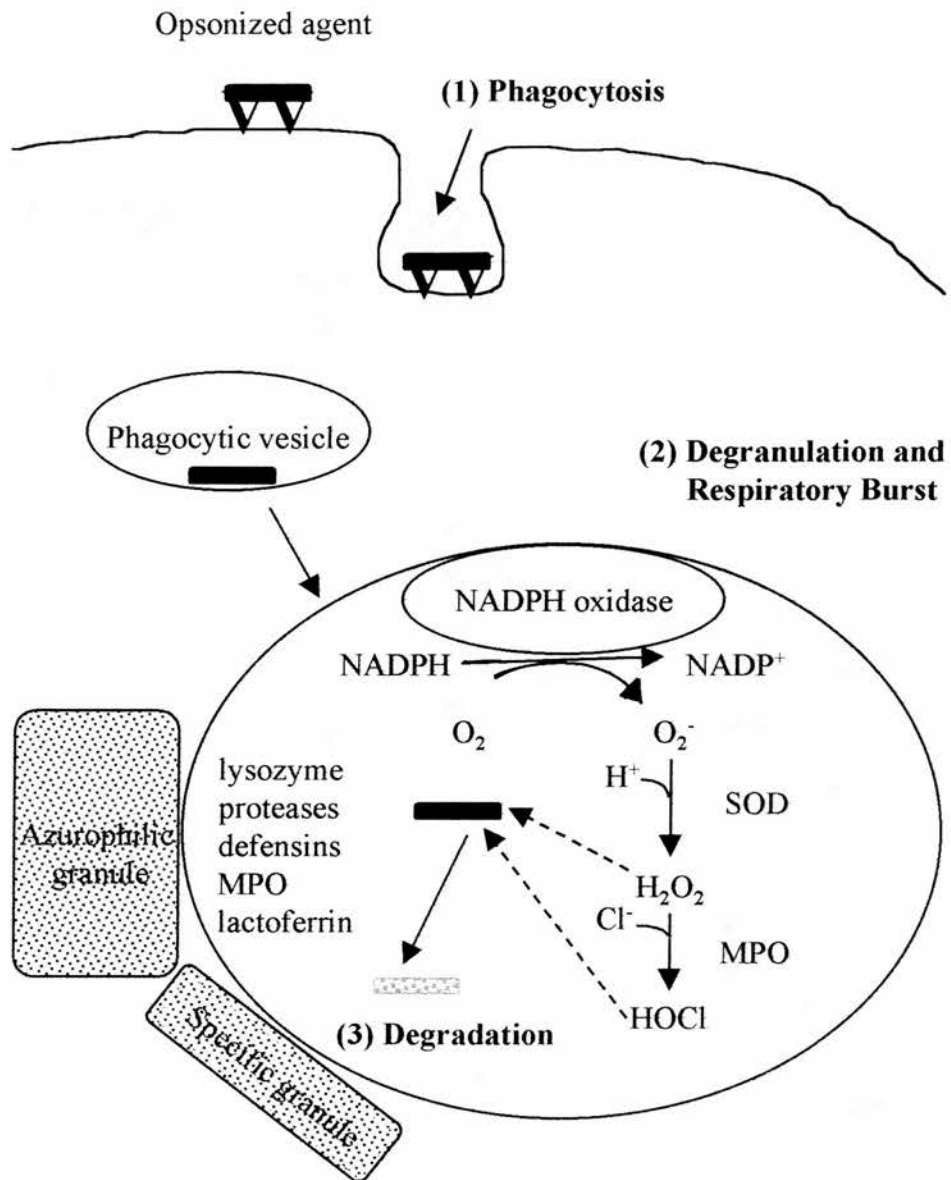 Opsonized agent
(1) Phagocytosis
Phagocytic vesicle
(2) Degranulation and
Respiratory Burst
NADPH oxidase
NADPH
NADP⁺
O₂
O₂⁻
lysozyme
proteases
defensins
MPO
lactoferrin
H⁺
SOD
Azurophilic
granule
H₂O₂
Cl⁻
MPO
HOCl
(3) Degradation
Specific granule